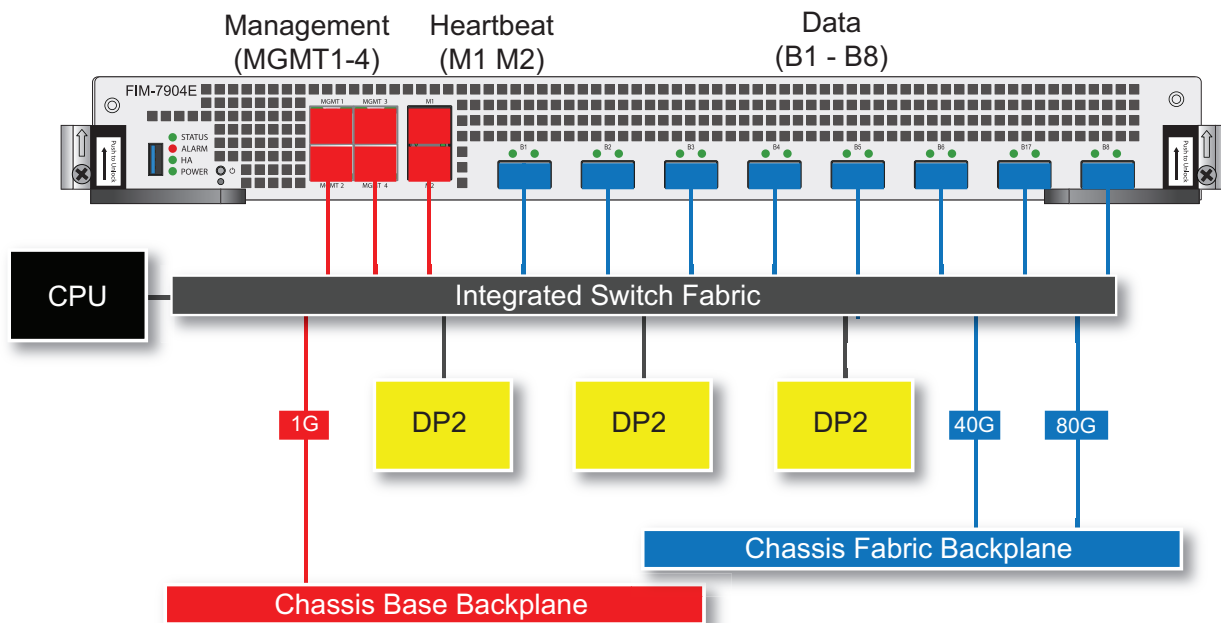 Management
(MGMT1-4)
Heartbeat
(M1 M2)
Data
(B1 - B8)
FIM-7904E
MGMT 1
MGMT 3
M1
STATUS
ALARM
HA
POWER
MGMT 2
MGMT 4
M2
B1
B2
B3
B4
B5
B6
B17
B8
Push to Unlock
Push to Unlock
CPU
Integrated Switch Fabric
1G
DP2
DP2
DP2
40G
80G
Chassis Fabric Backplane
Chassis Base Backplane